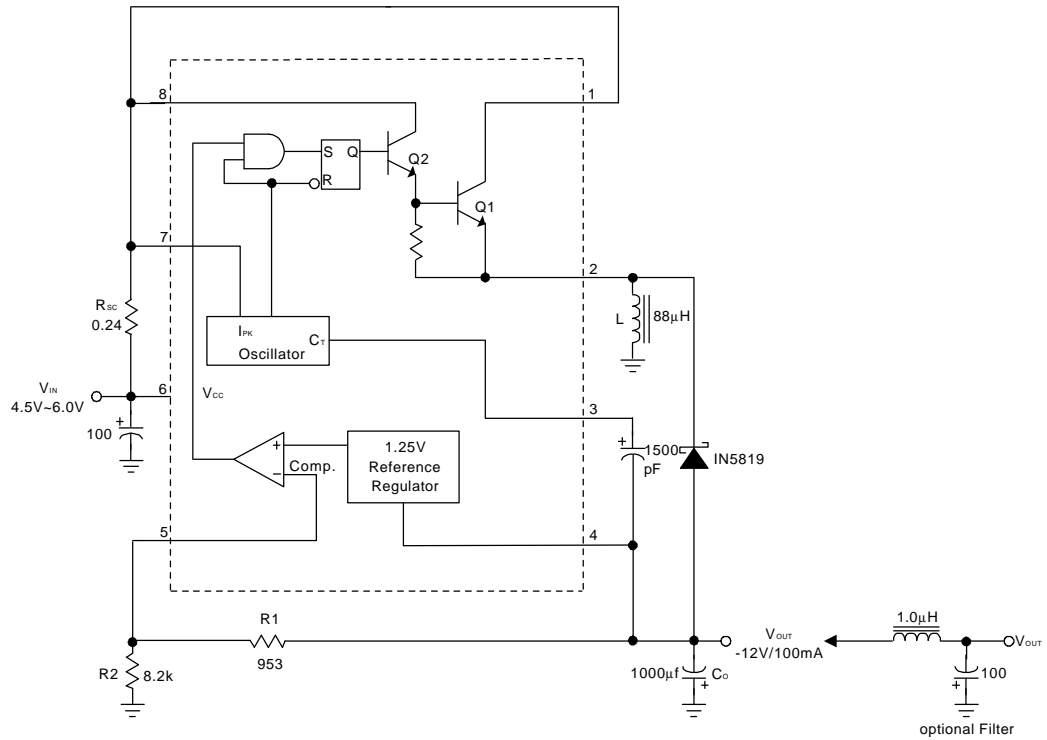 8
1
S Q
R
Q2
Q1
7
2
RSC
0.24
IPK
CT
Oscillator
L
88μH
VIN
4.5V~6.0V
6
VCC
3
100
+
+
1500
pF
IN5819
+
−
Comp.
1.25V
Reference
Regulator
5
4
R1
953
R2
8.2k
VOUT
-12V/100mA
1.0μH
VOUT
1000μf
CO
+
100
+
optional Filter